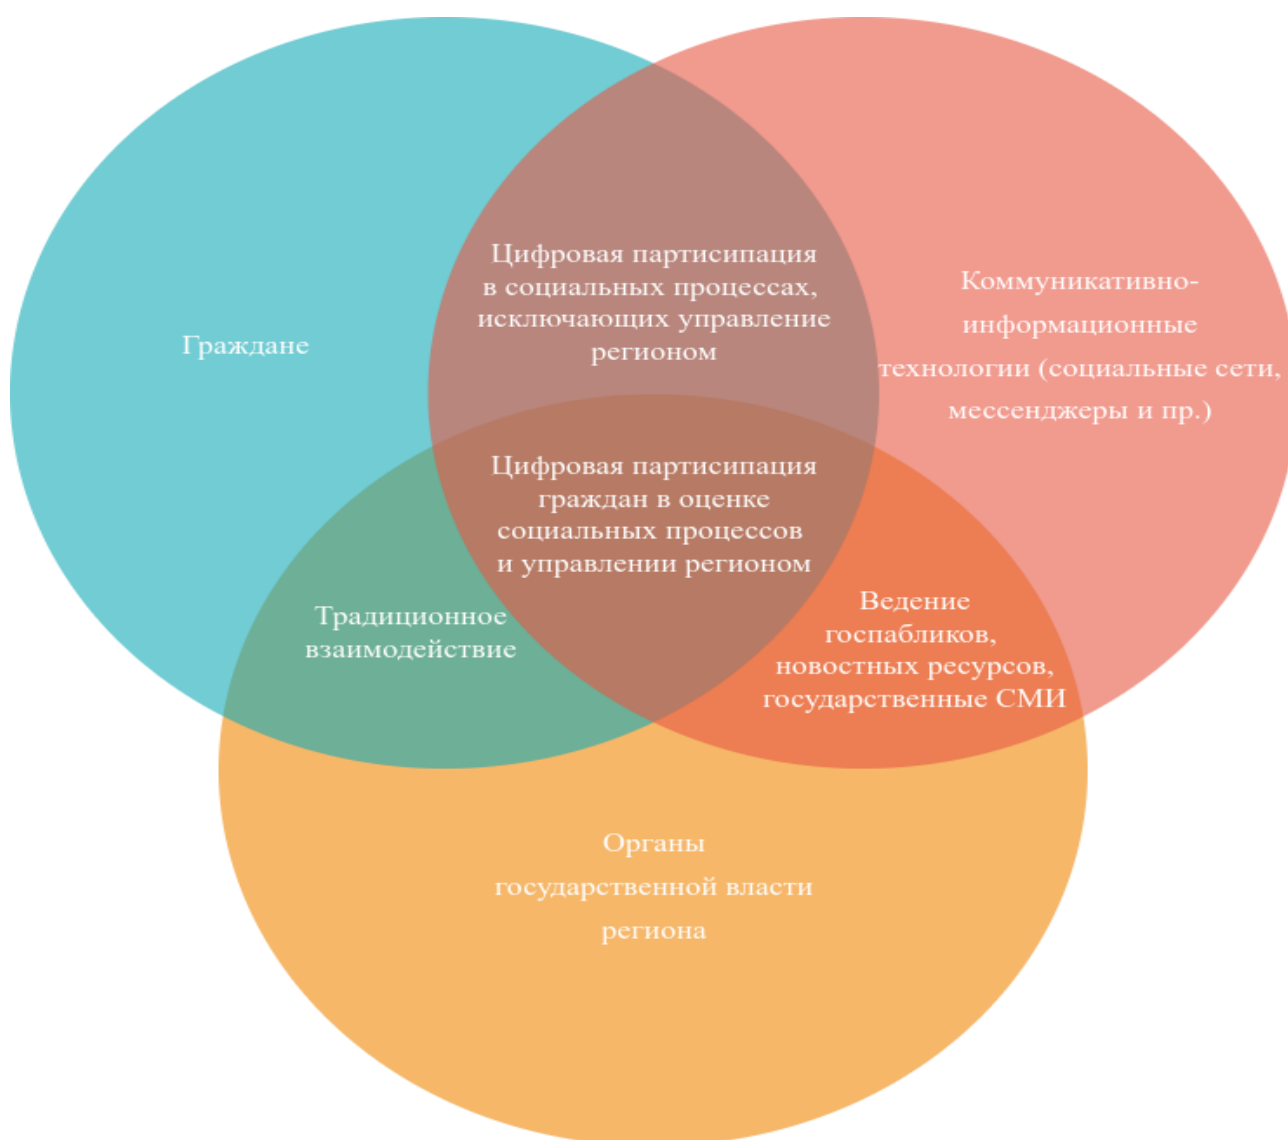 Цифровая партисипация
в социальных процессах,
исключающих управление
регионом
Граждане
Коммуникативно-
информационные
технологии (социальные сети,
мессенджеры и пр.)
Цифровая партисипация
граждан в оценке
социальных процессов
и управлении регионом
Традиционное
взаимодействие
Ведение
госпабликов,
новостных ресурсов,
государственные СМИ
Органы
государственной власти
региона